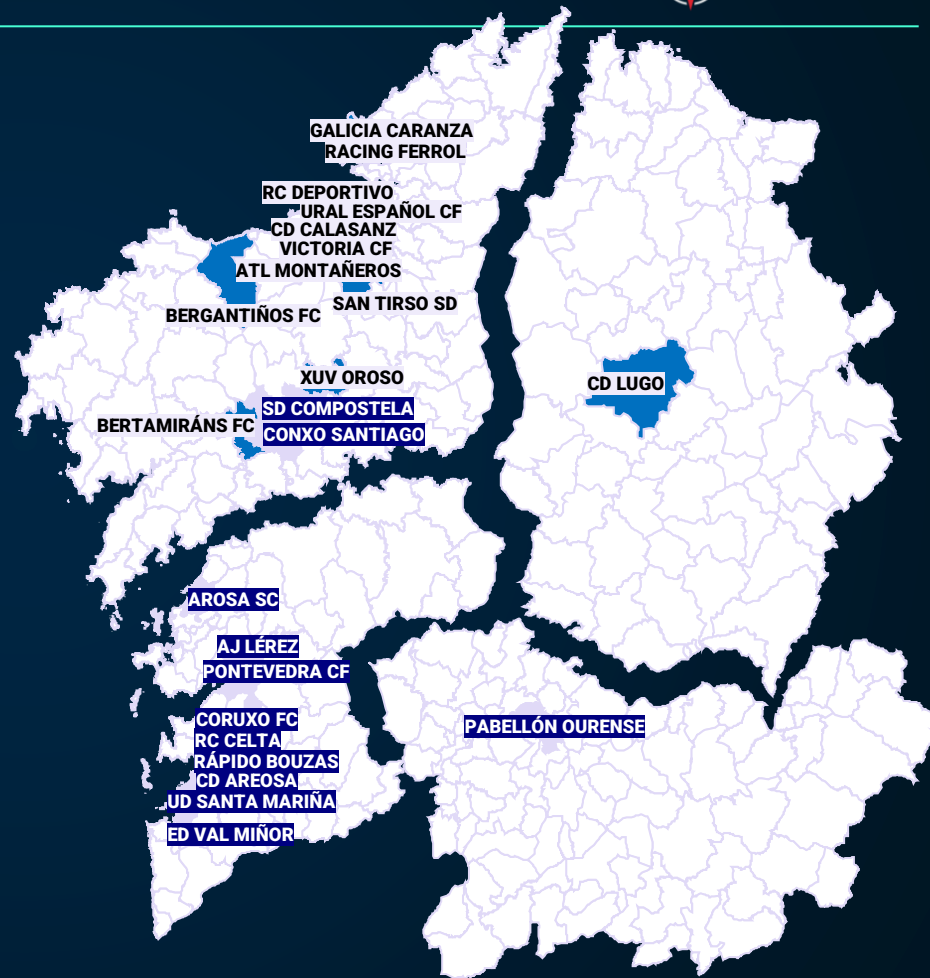 GALICIA CARANZA
RACING FERROL
RC DEPORTIVO
URAL ESPAÑOL CF
CD CALASANZ
VICTORIA CF
ATL MONTAÑEROS
SAN TIRSO SD
BERGANTIÑOS FC
XUV OROSO
CD LUGO
SD COMPOSTELA
BERTAMIRÁNS FC
CONXO SANTIAGO
AROSA SC
AJ LÉREZ
PONTEVEDRA CF
CORUXO FC
PABELLÓN OURENSE
RC CELTA
RÁPIDO BOUZAS
CD AREOSA
UD SANTA MARIÑA
ED VAL MIÑOR